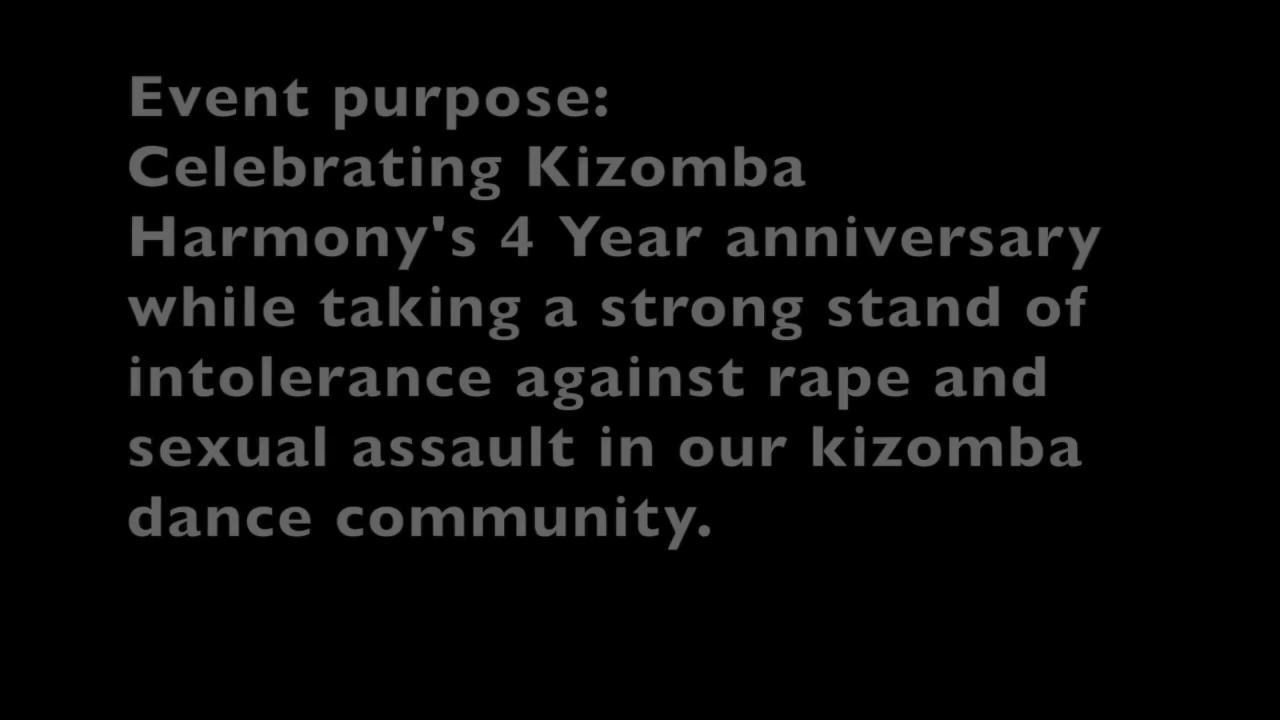 Event purpose:
Celebrating Kizomba
Harmony's 4 Year anniversary
while taking a strong stand of
intolerance against rape and
sexual assault in our kizomba
dance community.